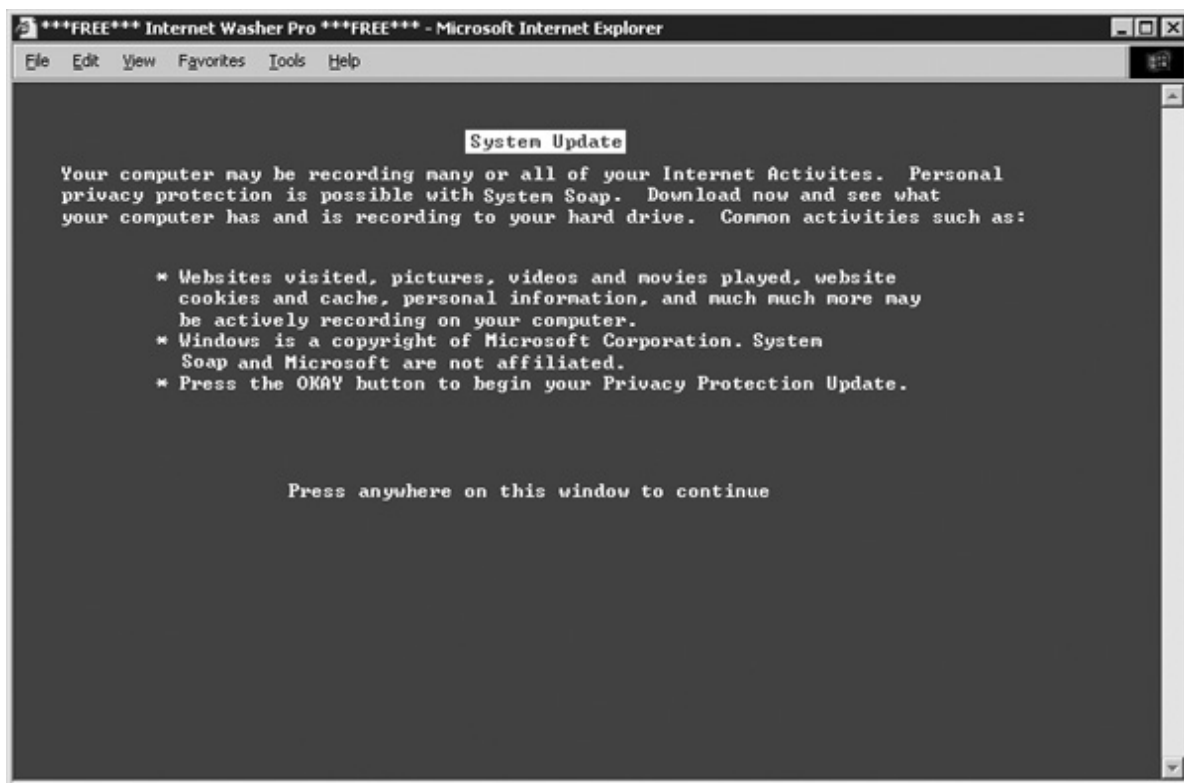 ***FREE*** Internet Washer Pro ***FREE*** - Microsoft Internet Explorer
File Edit View Favorites Tools Help
System Update
Your computer may be recording many or all of your Internet Activites. Personal
privacy protection is possible with System Soap. Download now and see what
your computer has and is recording to your hard drive. Common activities such as:
* Websites visited, pictures, videos and movies played, website
cookies and cache, personal information, and much much more may
be actively recording on your computer.
* Windows is a copyright of Microsoft Corporation. System
Soap and Microsoft are not affiliated.
* Press the OKAY button to begin your Privacy Protection Update.
Press anywhere on this window to continue